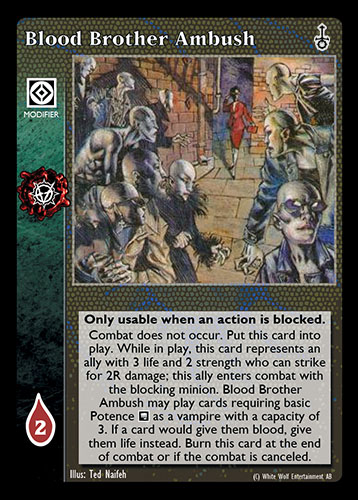 Blood Brother Ambush
MODIFIER
Only usable when an action is blocked.
Combat does not occur. Put this card into
play. While in play, this card represents an
ally with 3 life and 2 strength who can strike
for 2R damage; this ally enters combat with
the blocking minion. Blood Brother
Ambush may play cards requiring basic
Potence as a vampire with a capacity of
3. If a card would give them blood, give
them life instead. Burn this card at the end
of combat or if the combat is canceled.
2
Illus: Ted Naifeh
(C) White Wolf Entertainment AB